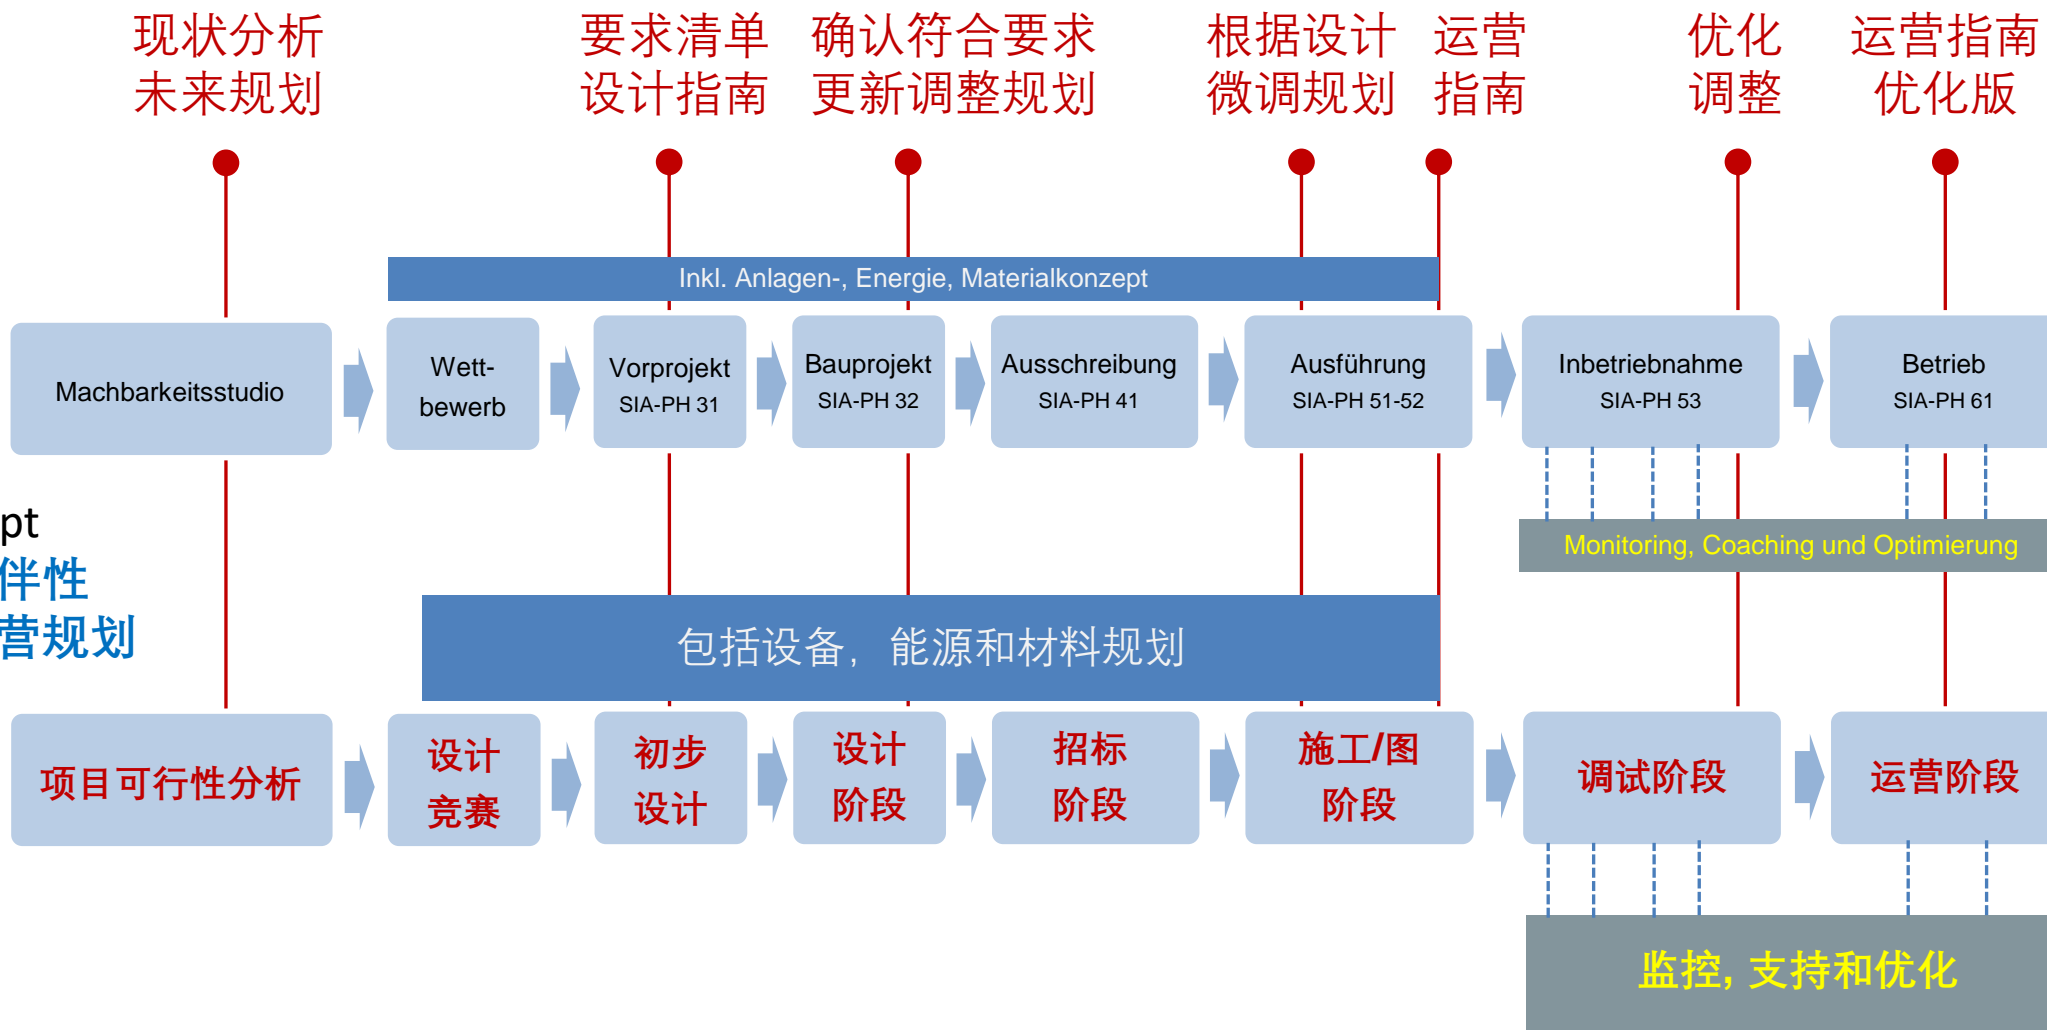 现状分析
未来规划
要求清单
设计指南
确认符合要求
更新调整规划
根据设计
微调规划
运营
指南
优化
调整
运营指南
优化版
Inkl. Anlagen-, Energie, Materialkonzept
Machbarkeitsstudio
Wett-
bewerb
Vorprojekt
SIA-PH 31
Bauprojekt
SIA-PH 32
Ausschreibung
SIA-PH 41
Ausführung
SIA-PH 51-52
Inbetriebnahme
SIA-PH 53
Betrieb
SIA-PH 61
Monitoring, Coaching und Optimierung
pt
伴性
营规划
包括设备，能源和材料规划
项目可行性分析
设计
竞赛
初步
设计
设计
阶段
招标
阶段
施工/图
阶段
调试阶段
运营阶段
监控, 支持和优化